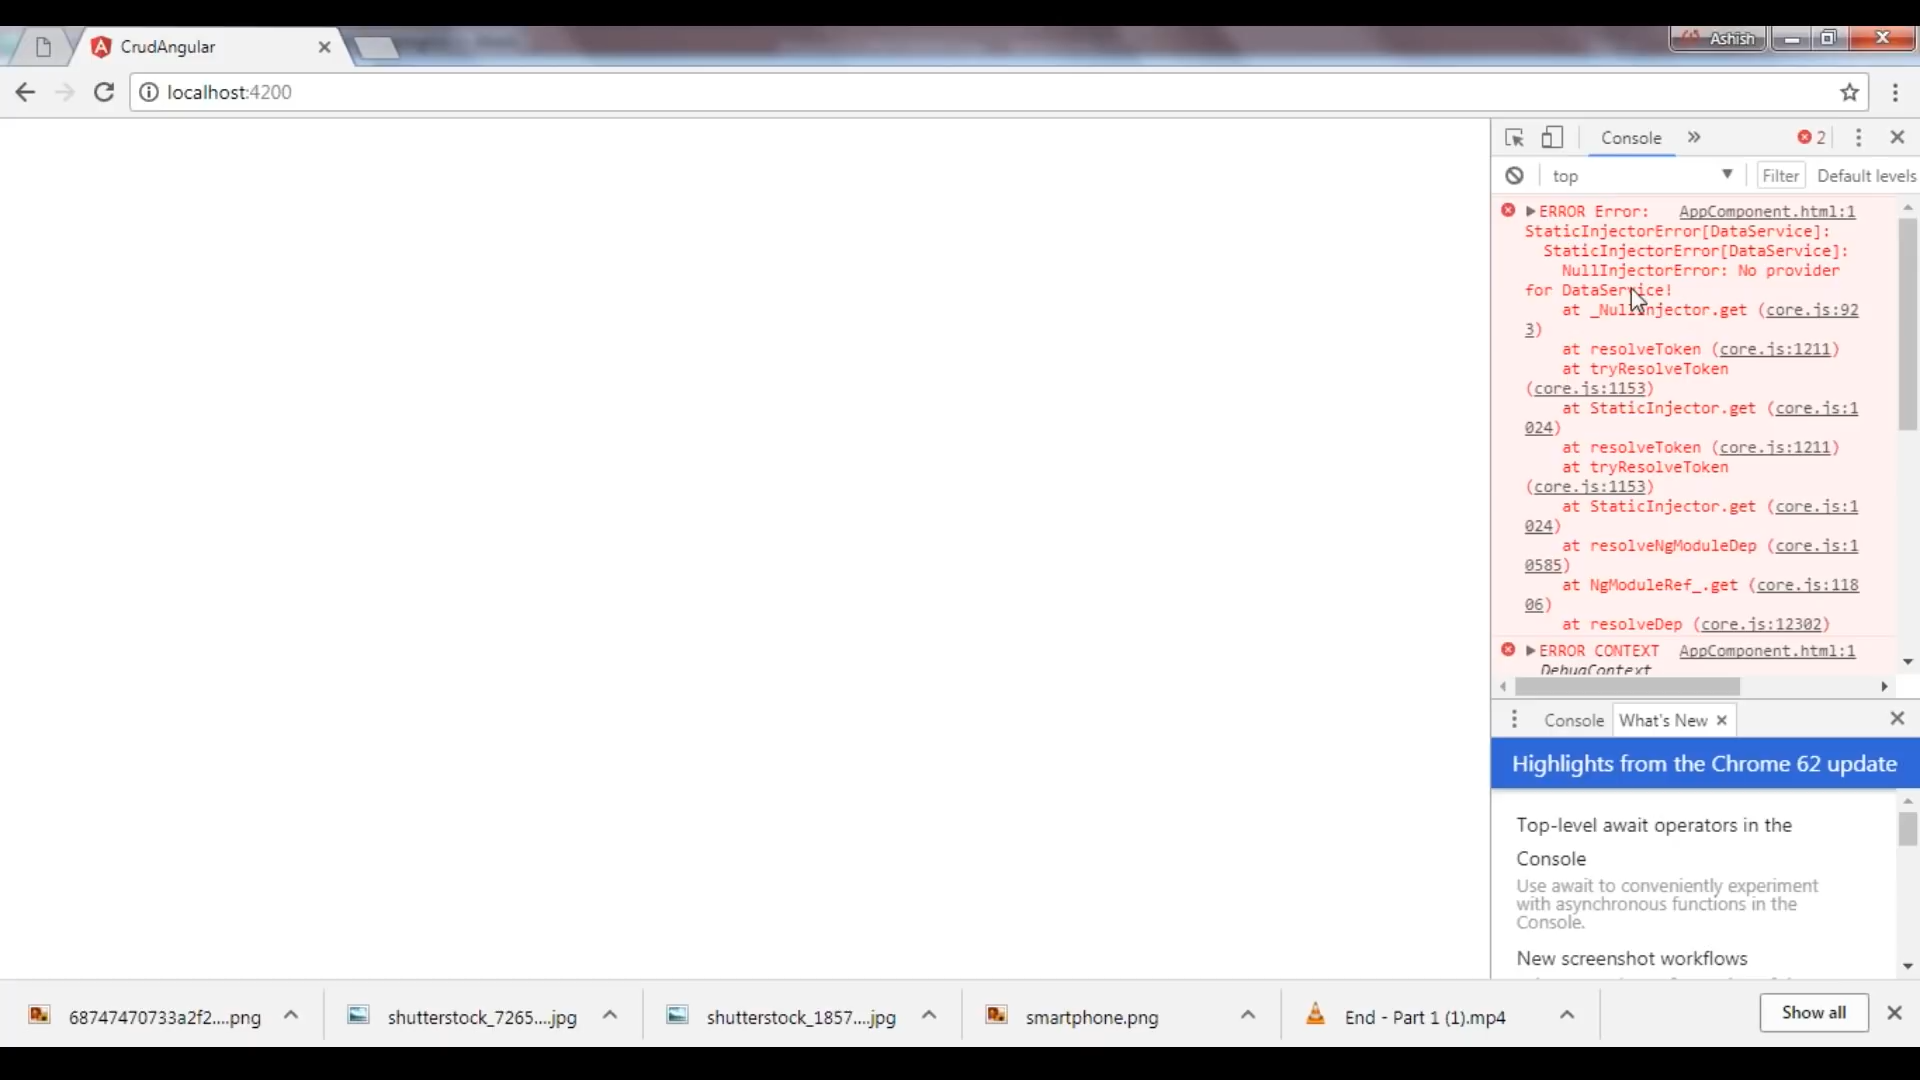 CrudAngular
Ashish
localhost:4200
Console
2
top
Filter
Default levels
ERROR Error: AppComponent.html:1
StaticInjectorError[DataService]:
StaticInjectorError[DataService]:
NullInjectorError: No provider
for DataService!
at _NullInjector.get (core.js:92
3)
at resolveToken (core.js:1211)
at tryResolveToken
(core.js:1153)
at StaticInjector.get (core.js:1
024)
at resolveToken (core.js:1211)
at tryResolveToken
(core.js:1153)
at StaticInjector.get (core.js:1
024)
at resolveNgModuleDep (core.js:1
0585)
at NgModuleRef_.get (core.js:118
06)
at resolveDep (core.js:12302)
ERROR CONTEXT AppComponent.html:1
DebugContext
Console
What's New
Highlights from the Chrome 62 update
Top-level await operators in the
Console
Use await to conveniently experiment
with asynchronous functions in the
Console.
New screenshot workflows
68747470733a2f2....png
shutterstock_7265....jpg
shutterstock_1857....jpg
smartphone.png
End - Part 1 (1).mp4
Show all